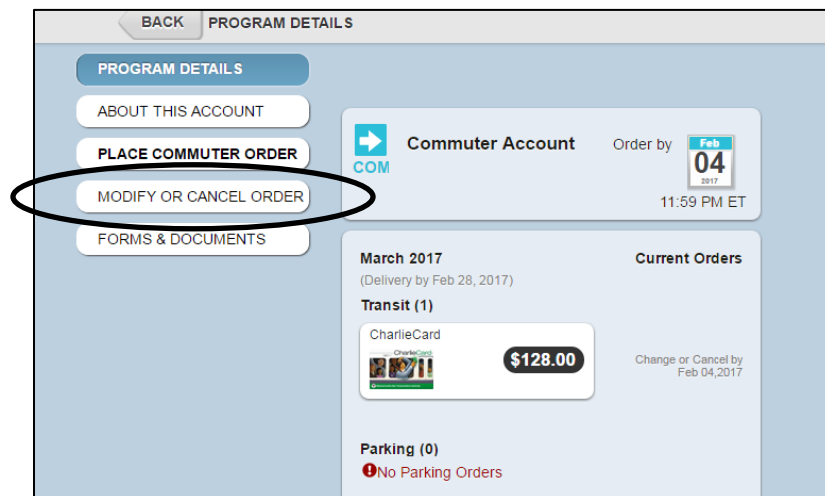 BACK PROGRAM DETAILS
PROGRAM DETAILS
ABOUT THIS ACCOUNT
PLACE COMMUTER ORDER
MODIFY OR CANCEL ORDER
FORMS & DOCUMENTS
COM
Commuter Account
Order by
Feb
04
2017
11:59 PM ET
March 2017
Current Orders
(Delivery by Feb 28, 2017)
Transit (1)
CharlieCard
CharlieCard
$128.00
Change or Cancel by
Feb 04,2017
Parking (0)
No Parking Orders